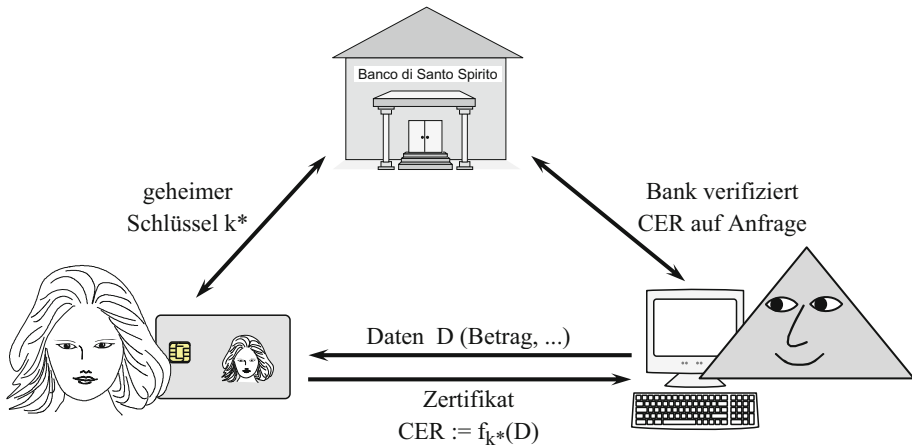 Banco di Santo Spirito
geheimer
Schlüssel k*
Bank verifiziert
CER auf Anfrage
Daten D (Betrag, ...)
Zertifikat
CER := fk*(D)